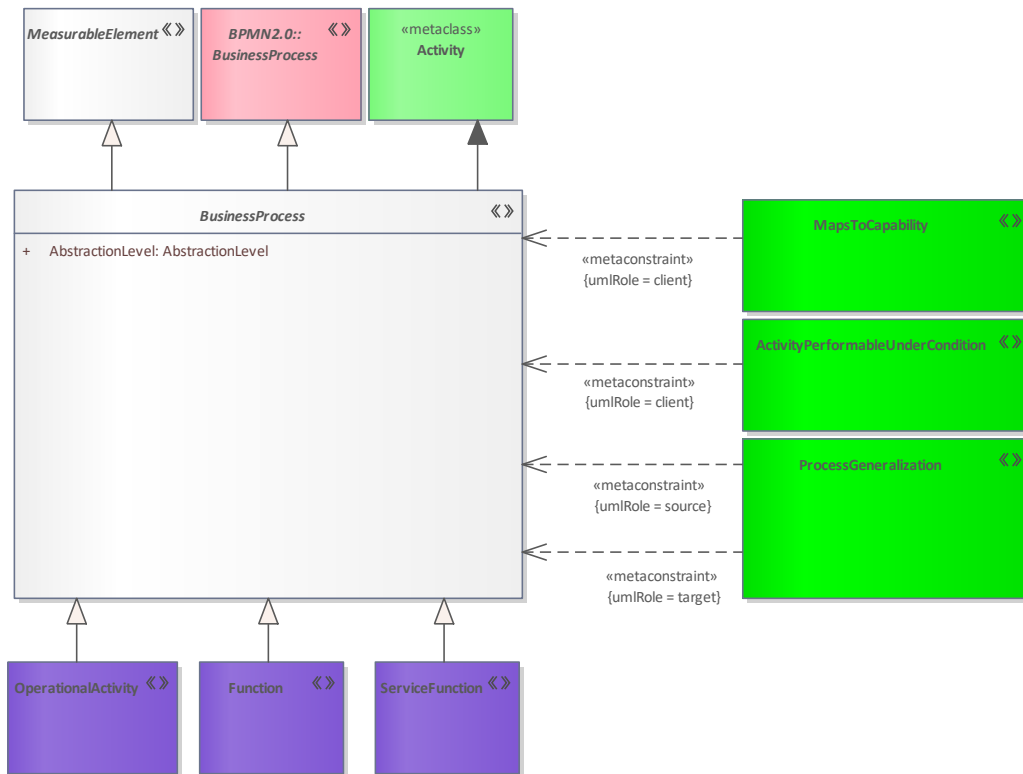 MeasurableElement «»
BPMN2.0:: «»
BusinessProcess
«metaclass»
Activity
BusinessProcess «»
+ AbstractionLevel: AbstractionLevel
MapsToCapability «»
«metaconstraint»
{umlRole = client}
ActivityPerformableUnderCondition «»
«metaconstraint»
{umlRole = client}
ProcessGeneralization «»
«metaconstraint»
{umlRole = source}
«metaconstraint»
{umlRole = target}
OperationalActivity «»
Function «»
ServiceFunction «»